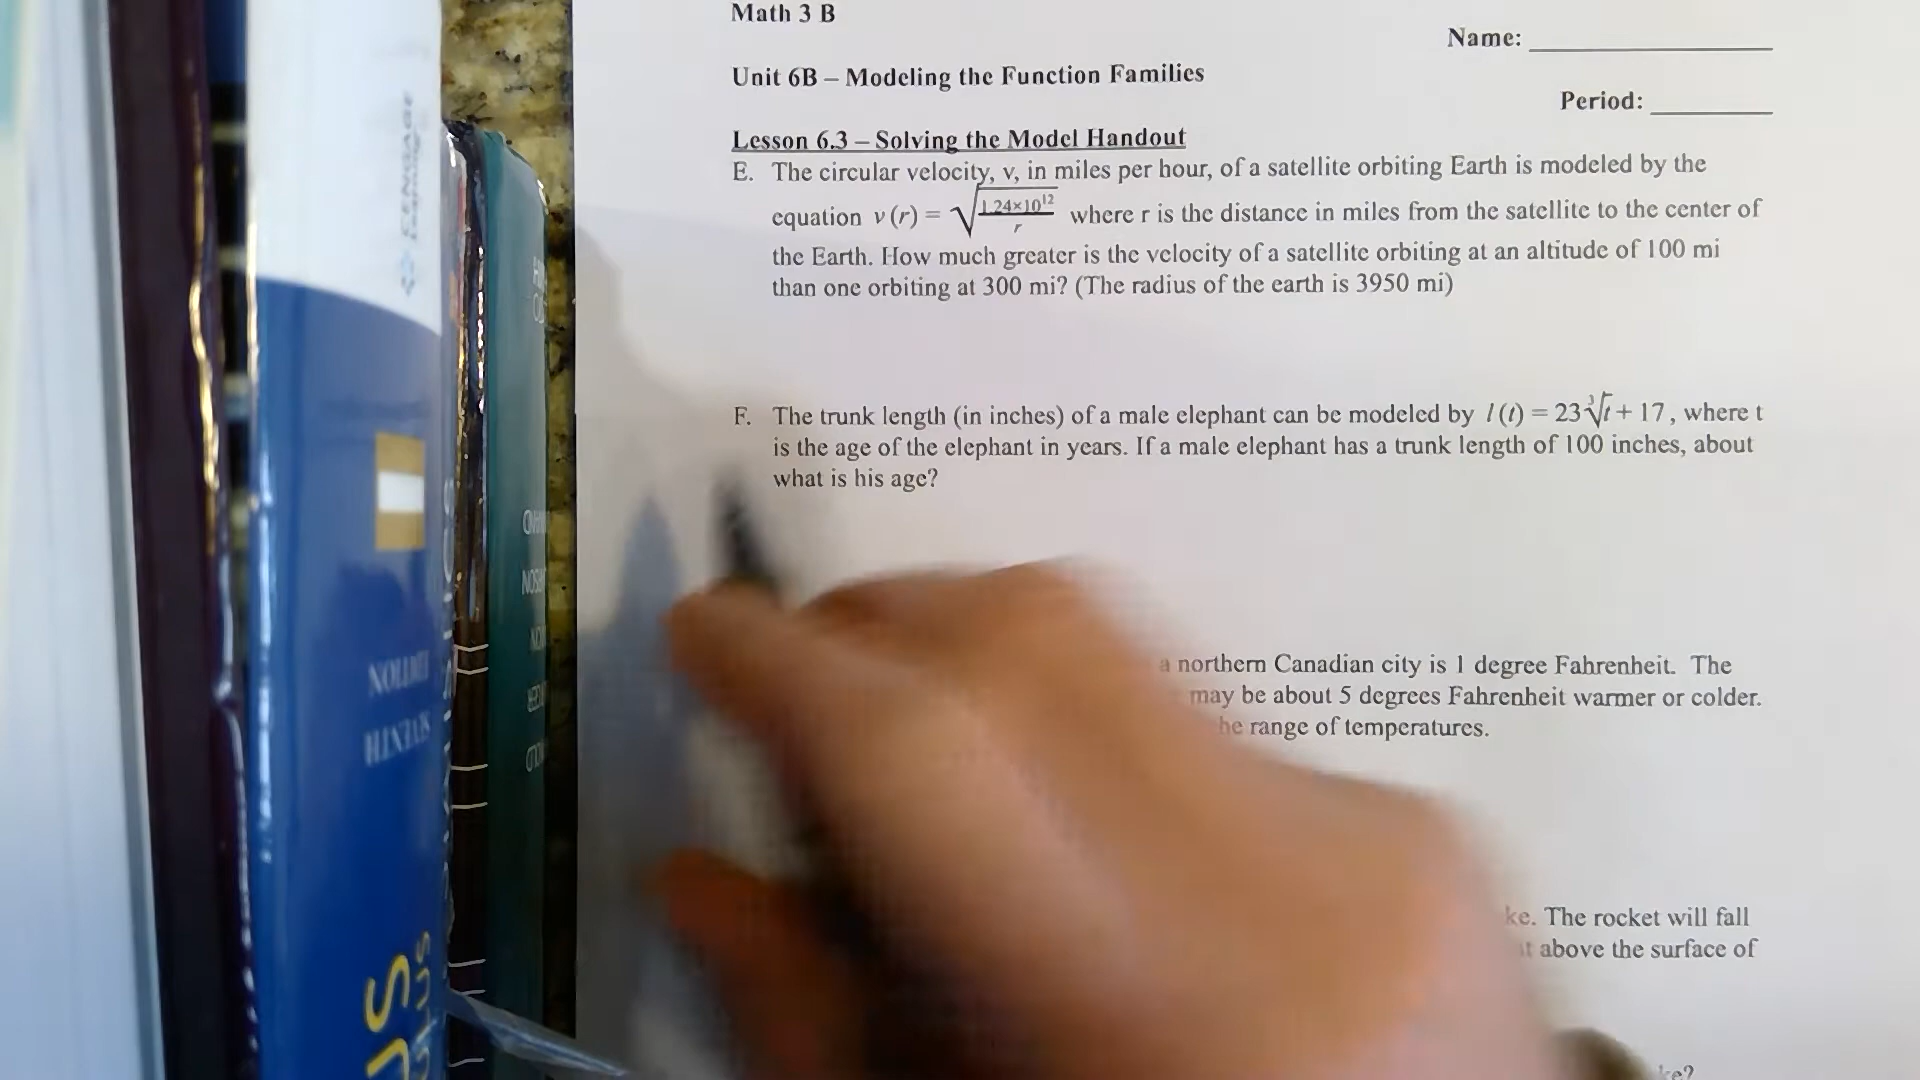 Math 3 B
Name:
Unit 6B – Modeling the Function Families
Period:
Lesson 6.3 – Solving the Model Handout
E. The circular velocity, v, in miles per hour, of a satellite orbiting Earth is modeled by the
equation v(r) = √(1.24×10¹²/r) where r is the distance in miles from the satellite to the center of
the Earth. How much greater is the velocity of a satellite orbiting at an altitude of 100 mi
than one orbiting at 300 mi? (The radius of the earth is 3950 mi)
F. The trunk length (in inches) of a male elephant can be modeled by l(t) = 23∛t + 17, where t
is the age of the elephant in years. If a male elephant has a trunk length of 100 inches, about
what is his age?
a northern Canadian city is 1 degree Fahrenheit. The
may be about 5 degrees Fahrenheit warmer or colder.
he range of temperatures.
ke. The rocket will fall
above the surface of
ke?
CENGAGE
EDITION
SEVENTH